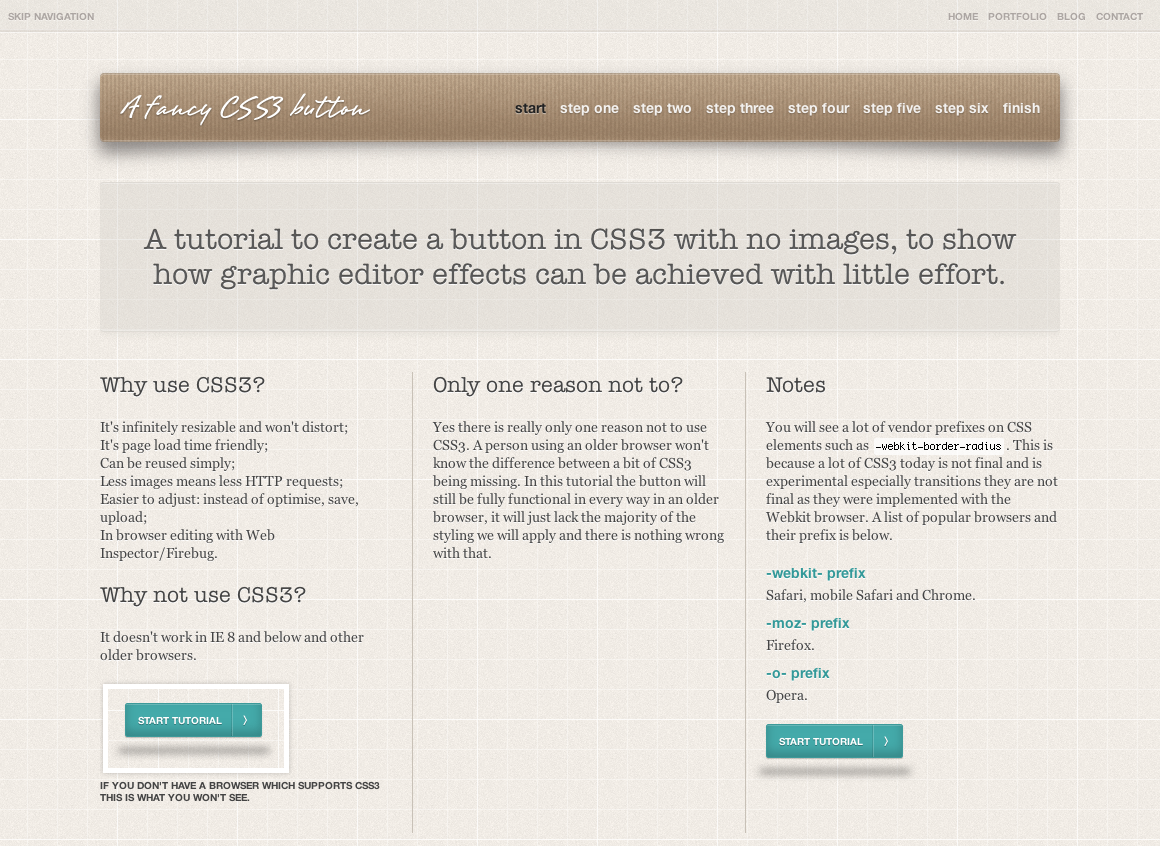 SKIP NAVIGATION
HOME PORTFOLIO BLOG CONTACT
A fancy CSS3 button
start step one step two step three step four step five step six finish
A tutorial to create a button in CSS3 with no images, to show
how graphic editor effects can be achieved with little effort.
Why use CSS3?
It's infinitely resizable and won't distort;
It's page load time friendly;
Can be reused simply;
Less images means less HTTP requests;
Easier to adjust: instead of optimise, save,
upload;
In browser editing with Web
Inspector/Firebug.
Why not use CSS3?
It doesn't work in IE 8 and below and other
older browsers.
START TUTORIAL 〉
IF YOU DON'T HAVE A BROWSER WHICH SUPPORTS CSS3
THIS IS WHAT YOU WON'T SEE.
Only one reason not to?
Yes there is really only one reason not to use
CSS3. A person using an older browser won't
know the difference between a bit of CSS3
being missing. In this tutorial the button will
still be fully functional in every way in an older
browser, it will just lack the majority of the
styling we will apply and there is nothing wrong
with that.
Notes
You will see a lot of vendor prefixes on CSS
elements such as -webkit-border-radius . This is
because a lot of CSS3 today is not final and is
experimental especially transitions they are not
final as they were implemented with the
Webkit browser. A list of popular browsers and
their prefix is below.
-webkit- prefix
Safari, mobile Safari and Chrome.
-moz- prefix
Firefox.
-o- prefix
Opera.
START TUTORIAL 〉